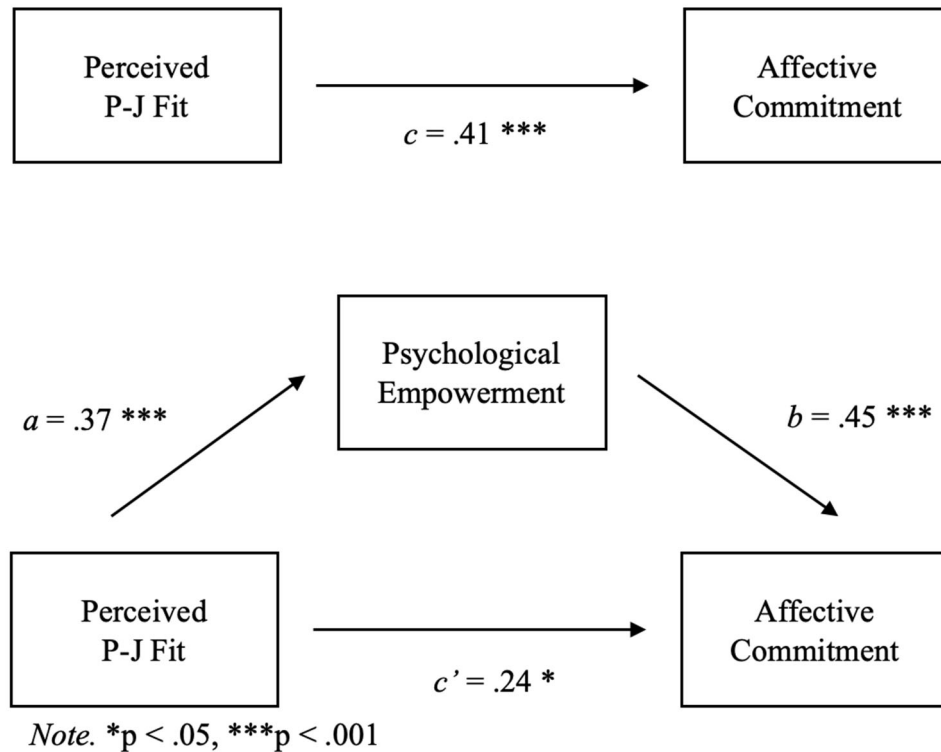 Perceived
P-J Fit
Affective
Commitment
c = .41 ***
Psychological
Empowerment
a = .37 ***
b = .45 ***
Perceived
P-J Fit
Affective
Commitment
c’ = .24 *
Note. *p < .05, ***p < .001